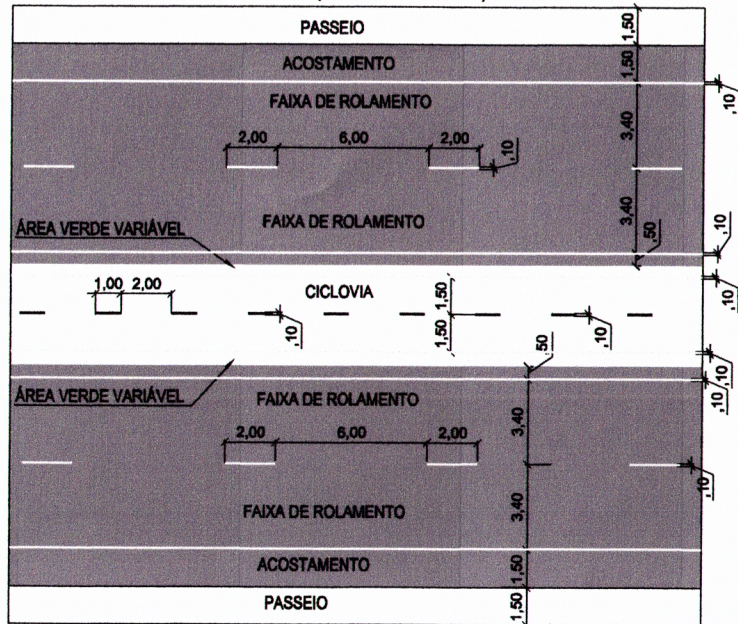 PASSEIO
1,50
ACOSTAMENTO
1,50
FAIXA DE ROLAMENTO
,10
2,00 6,00 2,00
3,40
,10
FAIXA DE ROLAMENTO
3,40
ÁREA VERDE VARIÁVEL
,50
,10
CICLOVIA
1,00 2,00
1,50
,10
,10
1,50
,10
,50
,10
ÁREA VERDE VARIÁVEL
FAIXA DE ROLAMENTO
,10
2,00 6,00 2,00
3,40
,10
FAIXA DE ROLAMENTO
3,40
ACOSTAMENTO
1,50
PASSEIO
1,50